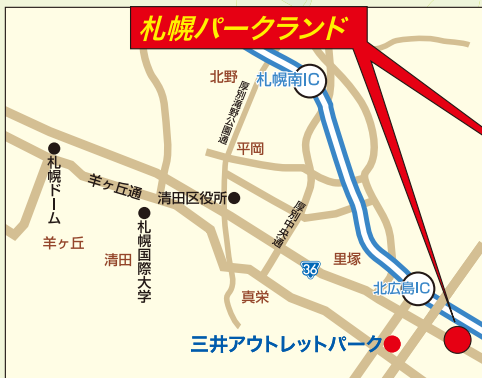 札幌パークランド
北野
札幌南IC
厚別滝野公園通
平岡
札幌ドーム
羊ヶ丘通
清田区役所
羊ヶ丘
清田
札幌国際大学
厚別中央通
36
里塚
真栄
北広島IC
三井アウトレットパーク